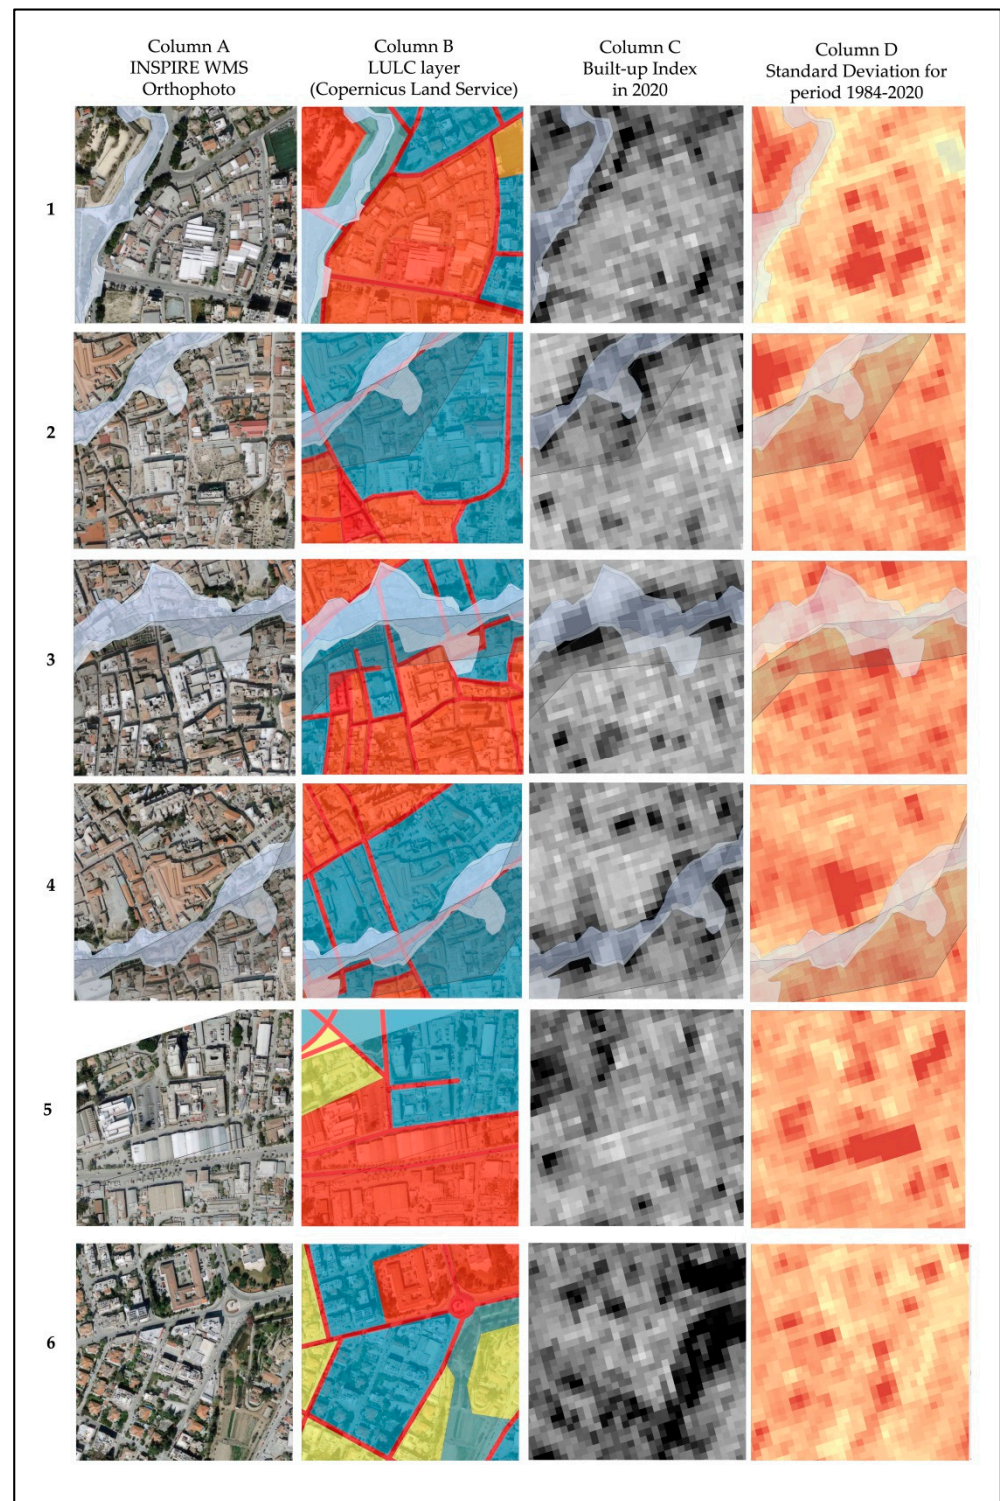 Column A
INSPIRE WMS
Orthophoto
Column B
LULC layer
(Copernicus Land Service)
Column C
Built-up Index
in 2020
Column D
Standard Deviation for
period 1984-2020
1
2
3
4
5
6